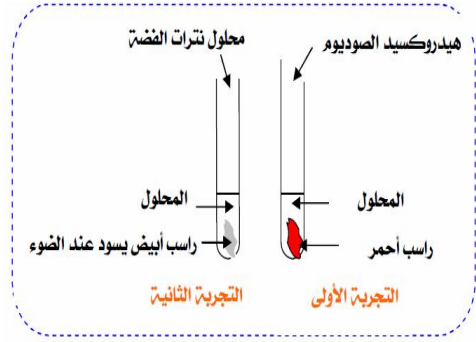 هيدروكسيد الصوديوم
محلول نترات الفضة
المحلول
المحلول
راسب أحمر
راسب أبيض يسود عند الضوء
التجربة الأولى
التجربة الثانية